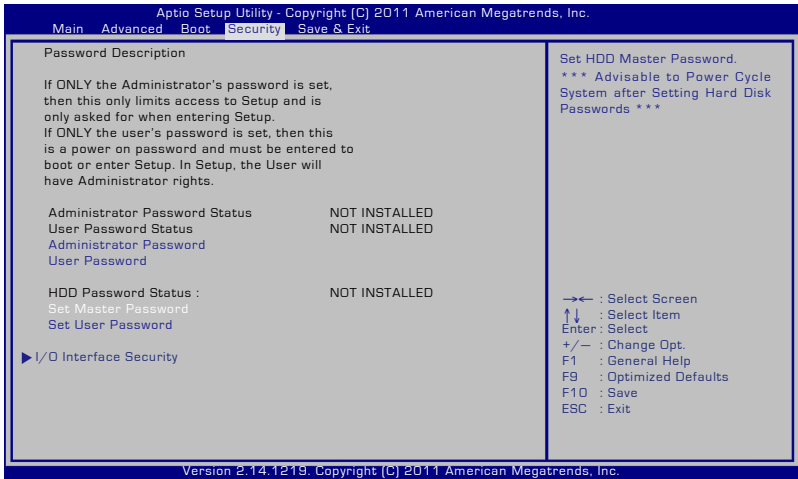 Aptio Setup Utility - Copyright (C) 2011 American Megatrends, Inc.
Main Advanced Boot Security Save & Exit
Password Description
If ONLY the Administrator's password is set,
then this only limits access to Setup and is
only asked for when entering Setup.
If ONLY the user's password is set, then this
is a power on password and must be entered to
boot or enter Setup. In Setup, the User will
have Administrator rights.
Administrator Password Status NOT INSTALLED
User Password Status NOT INSTALLED
Administrator Password
User Password
HDD Password Status : NOT INSTALLED
Set Master Password
Set User Password
▶ I/O Interface Security
Set HDD Master Password.
*** Advisable to Power Cycle
System after Setting Hard Disk
Passwords ***
→← : Select Screen
↑↓ : Select Item
Enter : Select
+/— : Change Opt.
F1 : General Help
F9 : Optimized Defaults
F10 : Save
ESC : Exit
Version 2.14.1219. Copyright (C) 2011 American Megatrends, Inc.